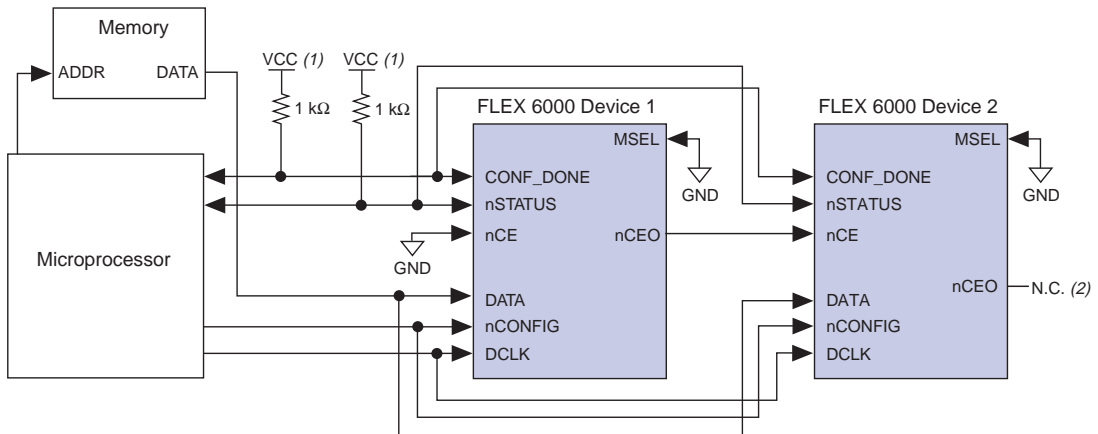 Memory
ADDR DATA
VCC (1) VCC (1)
1 kΩ 1 kΩ
Microprocessor
FLEX 6000 Device 1
MSEL
GND
CONF_DONE
nSTATUS
nCE
GND
nCEO
DATA
nCONFIG
DCLK
FLEX 6000 Device 2
MSEL
GND
CONF_DONE
nSTATUS
nCE
nCEO
N.C. (2)
DATA
nCONFIG
DCLK